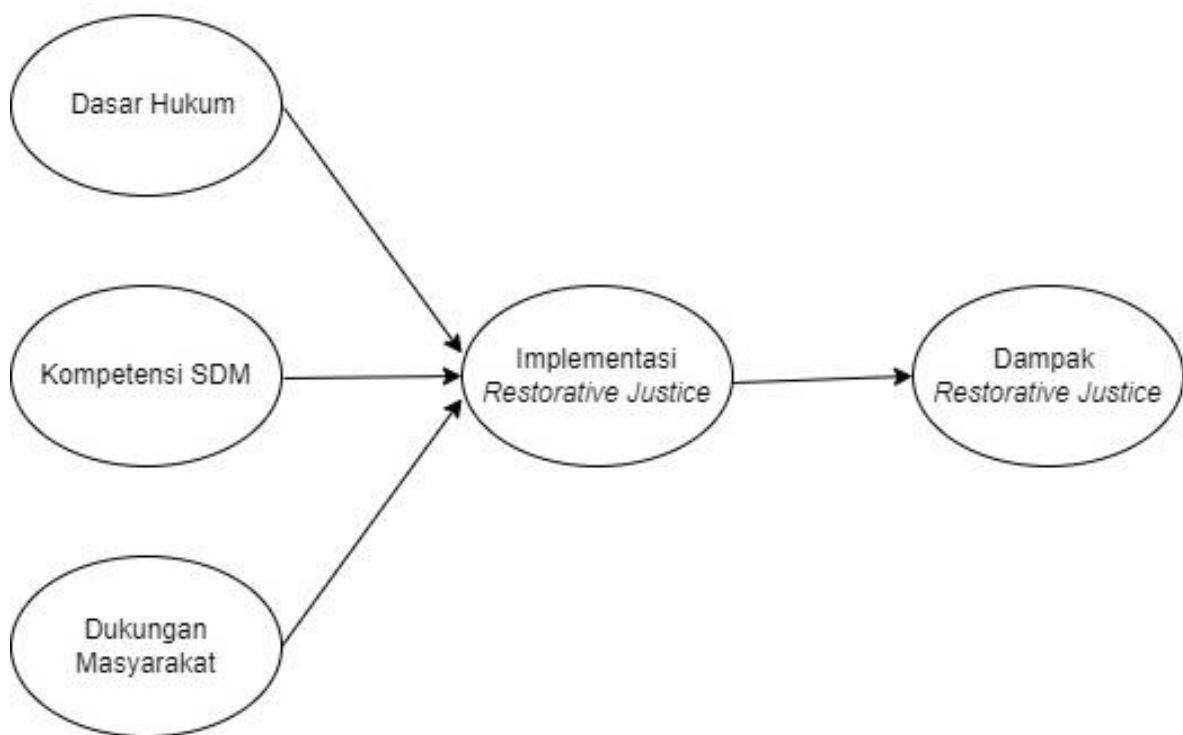 Dasar Hukum
Kompetensi SDM
Implementasi
Restorative Justice
Dampak
Restorative Justice
Dukungan
Masyarakat